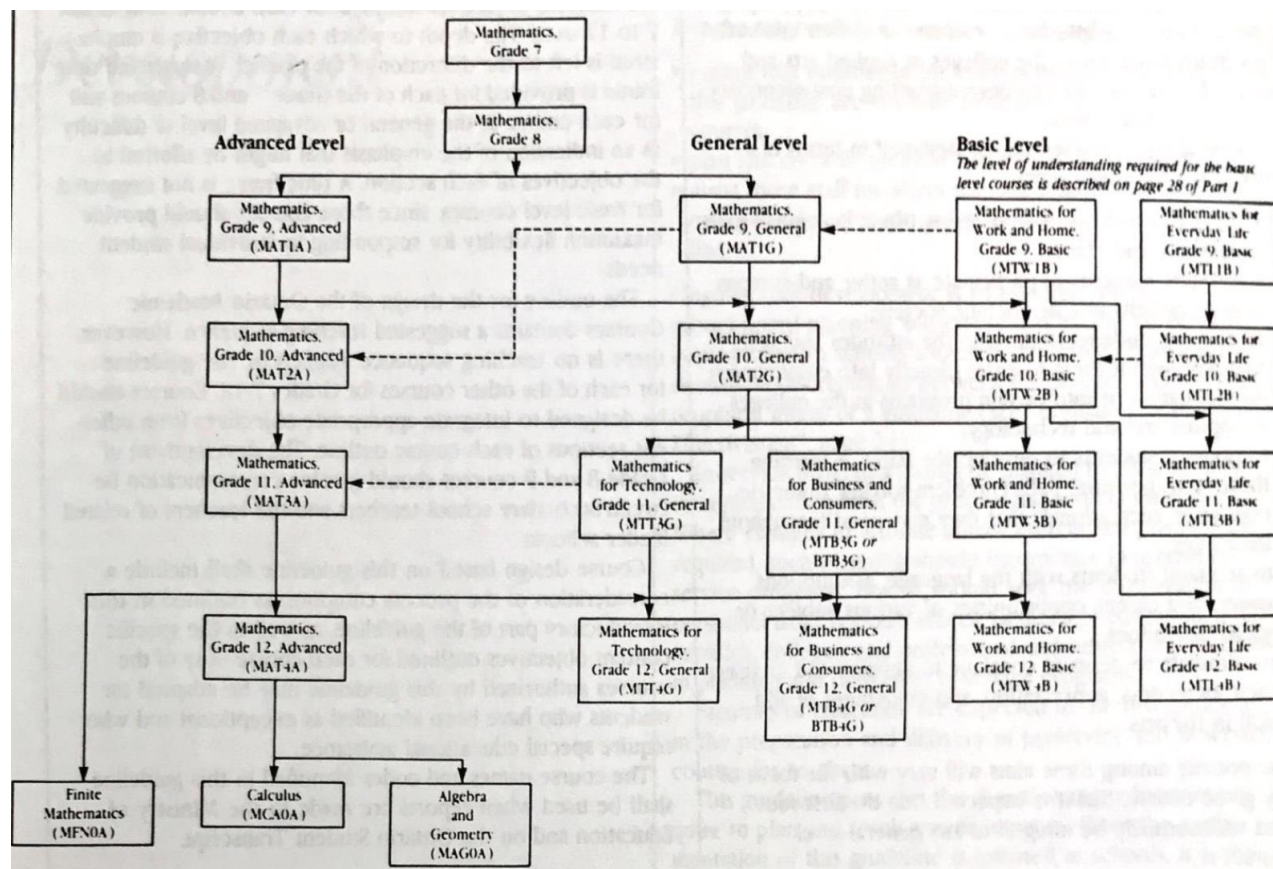 Mathematics.
Grade 7
Mathematics.
Grade 8
Advanced Level
General Level
Basic Level
The level of understanding required for the basic
level courses is described on page 28 of Part 1
Mathematics.
Grade 9, Advanced
(MAT1A)
Mathematics.
Grade 9, General
(MAT1G)
Mathematics for
Work and Home.
Grade 9. Basic
(MTW1B)
Mathematics for
Everyday Life
Grade 9. Basic
(MTL1B)
Mathematics.
Grade 10. Advanced
(MAT2A)
Mathematics.
Grade 10. General
(MAT2G)
Mathematics for
Work and Home.
Grade 10. Basic
(MTW2B)
Mathematics for
Everyday Life
Grade 10. Basic
(MTL2B)
Mathematics.
Grade 11. Advanced
(MAT3A)
Mathematics
for Technology.
Grade 11. General
(MTT3G)
Mathematics
for Business and
Consumers.
Grade 11. General
(MTB3G or
BTB3G)
Mathematics for
Work and Home.
Grade 11. Basic
(MTW3B)
Mathematics for
Everyday Life
Grade 11. Basic
(MTL3B)
Mathematics
Grade 12. Advanced
(MAT4A)
Mathematics for
Technology.
Grade 12. General
(MTT4G)
Mathematics
for Business and
Consumers.
Grade 12. General
(MTB4G or
BTB4G)
Mathematics for
Work and Home.
Grade 12. Basic
(MTW4B)
Mathematics for
Everyday Life
Grade 12. Basic
(MTL4B)
Finite
Mathematics
(MFN0A)
Calculus
(MCA0A)
Algebra
and
Geometry
(MAG0A)